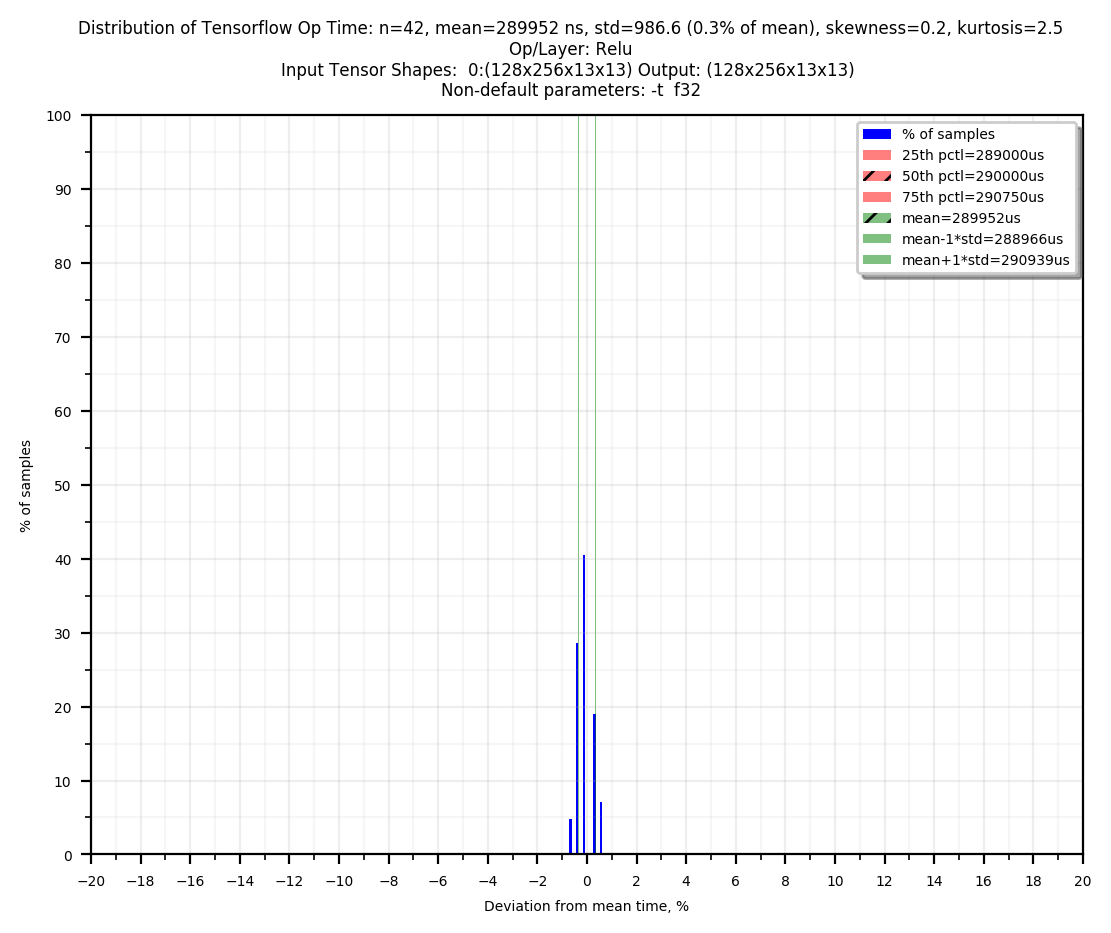 Distribution of Tensorflow Op Time: n=42, mean=289952 ns, std=986.6 (0.3% of mean), skewness=0.2, kurtosis=2.5
Op/Layer: Relu
Input Tensor Shapes:  0:(128x256x13x13) Output: (128x256x13x13)
Non-default parameters: -t  f32
% of samples
25th pctl=289000us
50th pctl=290000us
75th pctl=290750us
mean=289952us
mean-1*std=288966us
mean+1*std=290939us
100
90
80
70
60
50
40
30
20
10
0
% of samples
−20 −18 −16 −14 −12 −10 −8 −6 −4 −2 0 2 4 6 8 10 12 14 16 18 20
Deviation from mean time, %